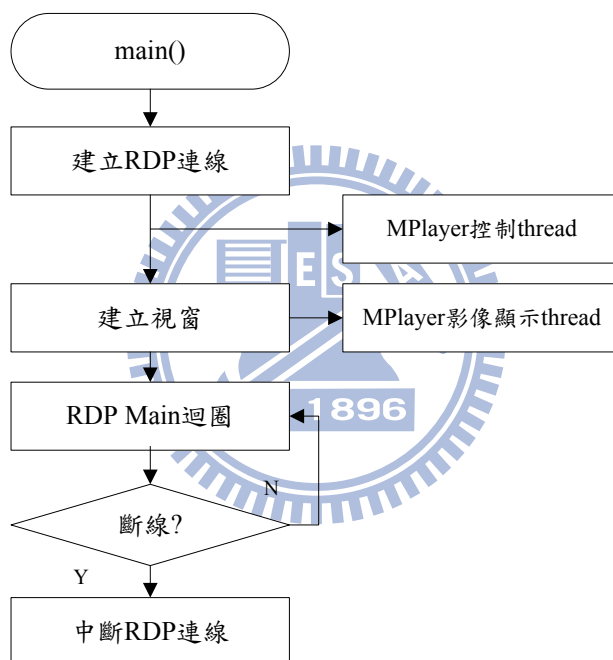 main()
建立RDP連線
MPlayer控制thread
E S A
建立視窗
MPlayer影像顯示thread
RDP Main迴圈
1896
N
斷線?
Y
中斷RDP連線